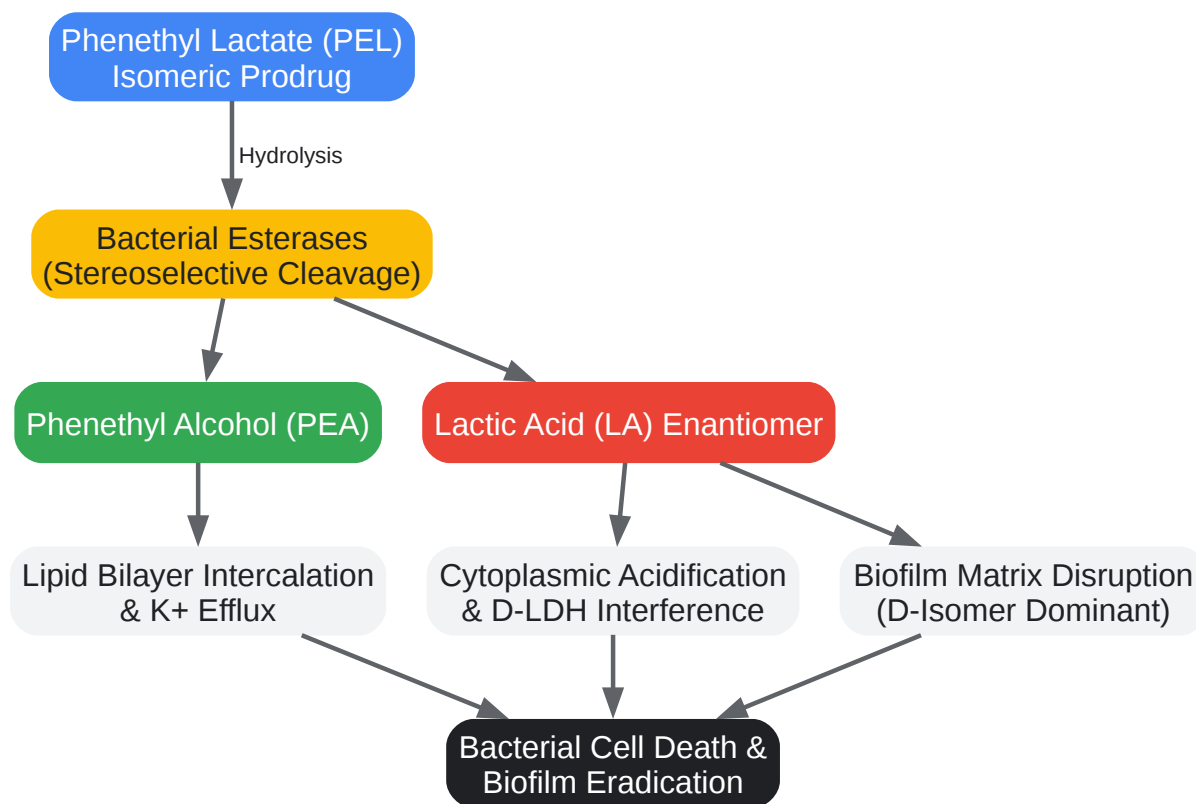 Phenethyl Lactate (PEL)
Isomeric Prodrug
Hydrolysis
Bacterial Esterases
(Stereoselective Cleavage)
Phenethyl Alcohol (PEA)
Lactic Acid (LA) Enantiomer
Lipid Bilayer Intercalation
& K+ Efflux
Cytoplasmic Acidification
& D-LDH Interference
Biofilm Matrix Disruption
(D-Isomer Dominant)
Bacterial Cell Death &
Biofilm Eradication